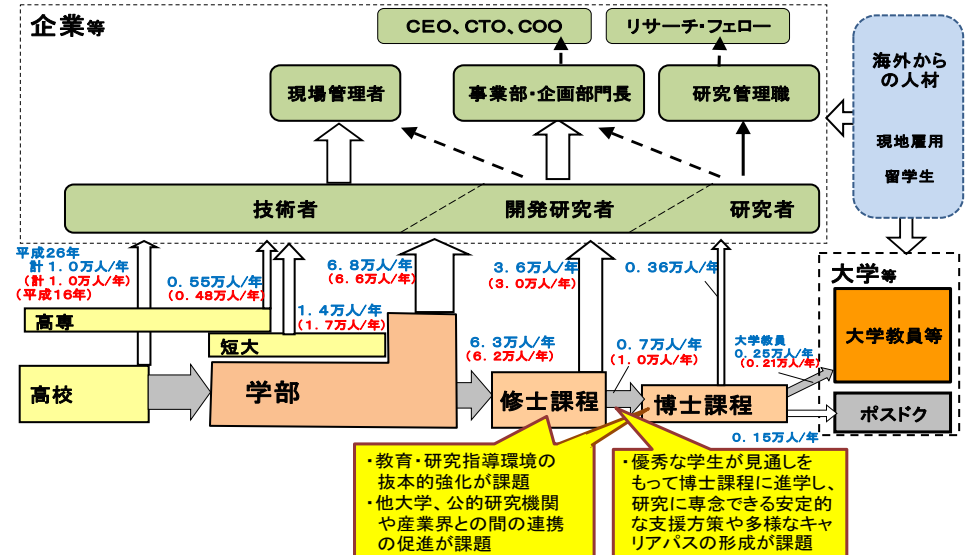 企業等
CEO、CTO、COO
リサーチ・フェロー
現場管理者
事業部・企画部門長
研究管理職
海外から
の人材
現地雇用
留学生
技術者
開発研究者
研究者
平成26年
計1.0万人/年
(計1.0万人/年)
(平成16年)
0.55万人/年
(0.48万人/年)
6.8万人/年
(6.6万人/年)
3.6万人/年
(3.0万人/年)
0.36万人/年
1.4万人/年
(1.7万人/年)
高専
短大
高校
学部
6.3万人/年
(6.2万人/年)
修士課程
0.7万人/年
(1.0万人/年)
博士課程
大学教員
0.25万人/年
(0.21万人/年)
0.15万人/年
大学等
大学教員等
ポスドク
・教育・研究指導環境の
抜本的強化が課題
・他大学、公的研究機関
や産業界との間の連携
の促進が課題
・優秀な学生が見通しを
もって博士課程に進学し、
研究に専念できる安定的
な支援方策や多様なキャ
リアパスの形成が課題